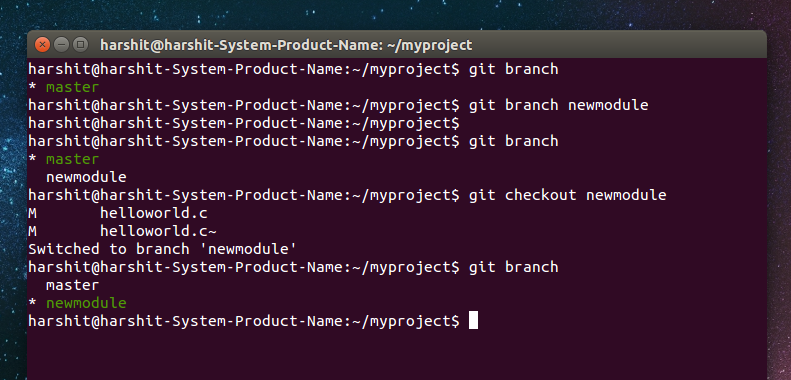 harshit@harshit-System-Product-Name: ~/myproject
harshit@harshit-System-Product-Name:~/myproject$ git branch
* master
harshit@harshit-System-Product-Name:~/myproject$ git branch newmodule
harshit@harshit-System-Product-Name:~/myproject$
harshit@harshit-System-Product-Name:~/myproject$ git branch
* master
  newmodule
harshit@harshit-System-Product-Name:~/myproject$ git checkout newmodule
M       helloworld.c
M       helloworld.c~
Switched to branch 'newmodule'
harshit@harshit-System-Product-Name:~/myproject$ git branch
  master
* newmodule
harshit@harshit-System-Product-Name:~/myproject$